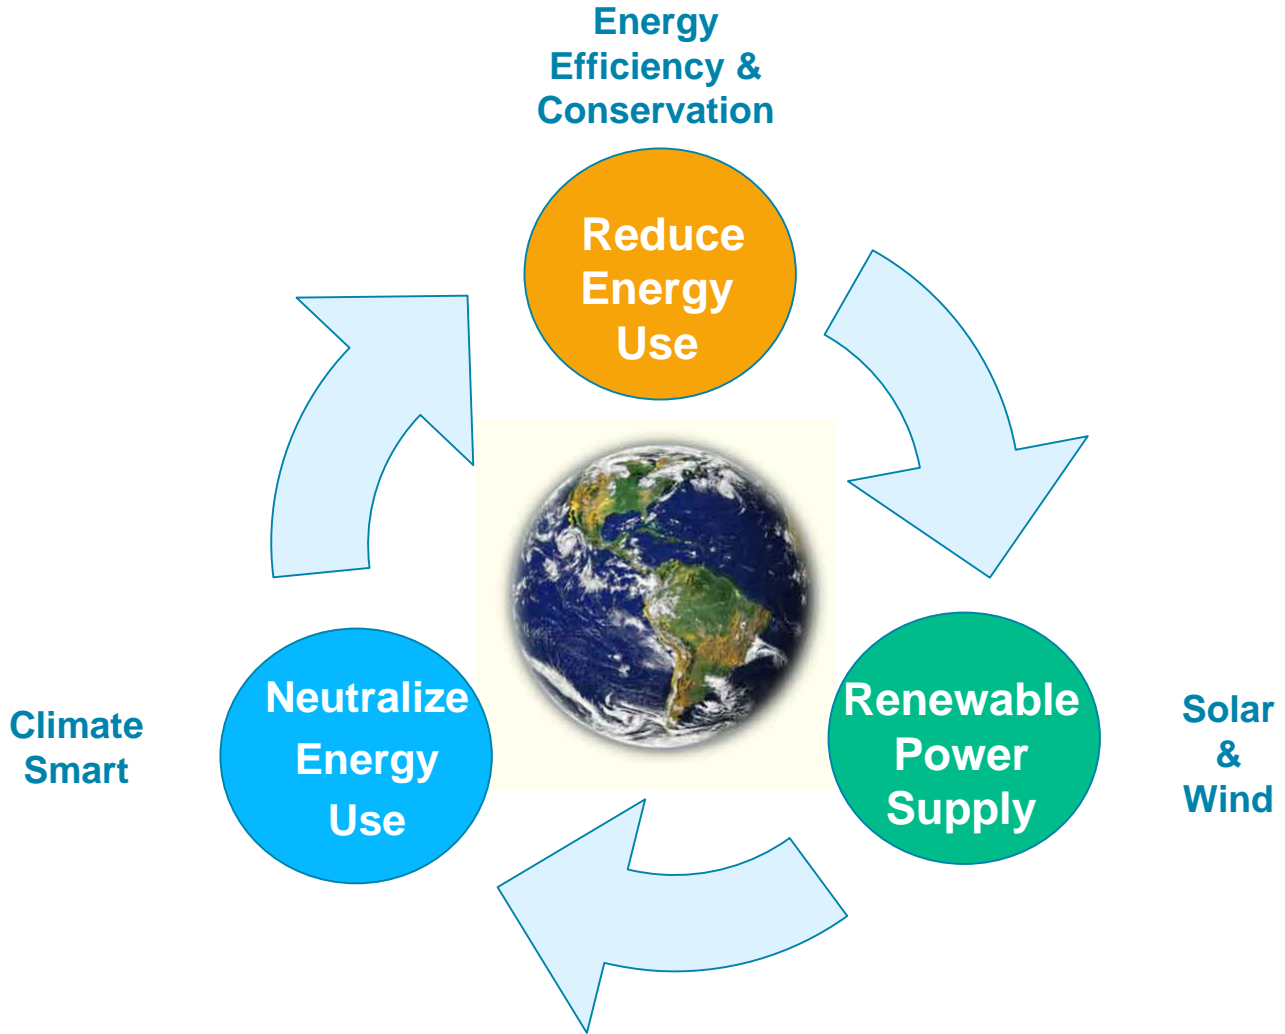 Energy
Efficiency &
Conservation
Reduce
Energy
Use
Neutralize
Energy
Use
Renewable
Power
Supply
Climate
Smart
Solar
&
Wind